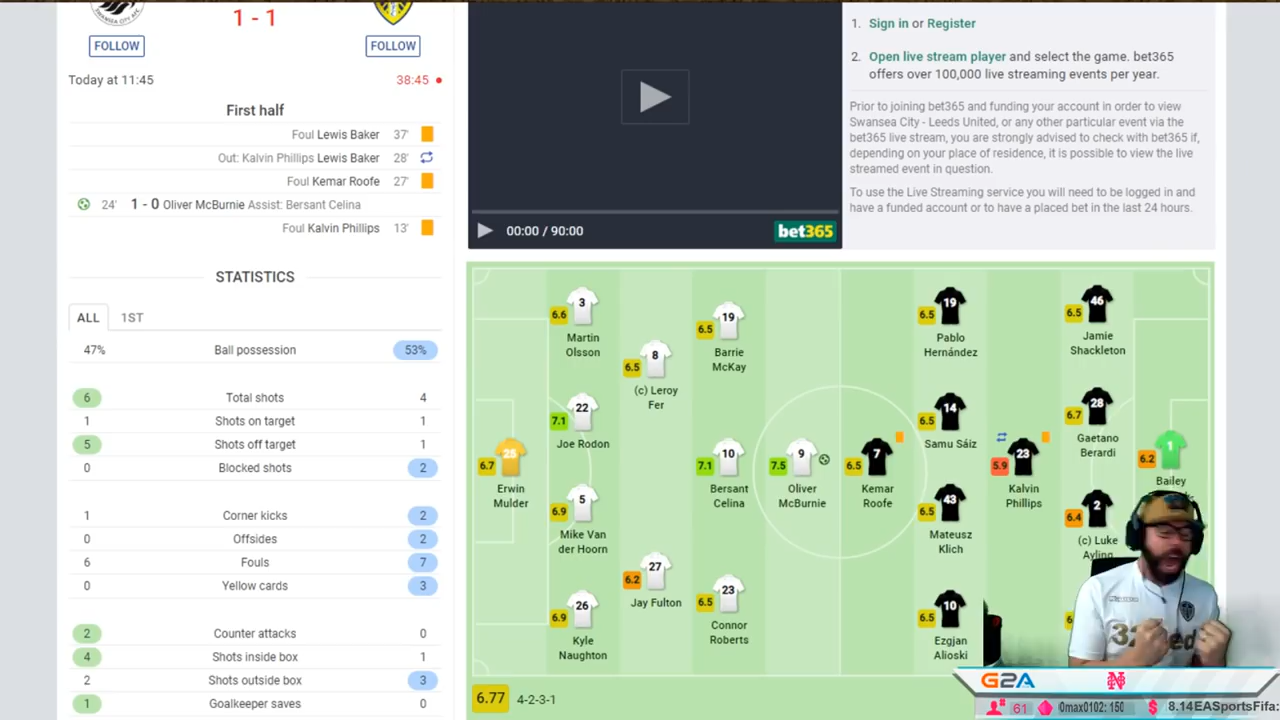 SWANSEA CITY AFC
1 - 1
FOLLOW
FOLLOW
Today at 11:45
38:45
First half
Foul Lewis Baker 37'
Out: Kalvin Phillips Lewis Baker 28'
Foul Kemar Roofe 27'
24' 1 - 0 Oliver McBurnie Assist: Bersant Celina
Foul Kalvin Phillips 13'
STATISTICS
ALL 1ST
47% Ball possession 53%
6 Total shots 4
1 Shots on target 1
5 Shots off target 1
0 Blocked shots 2
1 Corner kicks 2
0 Offsides 2
6 Fouls 7
0 Yellow cards 3
2 Counter attacks 0
4 Shots inside box 1
2 Shots outside box 3
1 Goalkeeper saves 0
00:00 / 90:00
bet365
1. Sign in or Register
2. Open live stream player and select the game. bet365
offers over 100,000 live streaming events per year.
Prior to joining bet365 and funding your account in order to view
Swansea City - Leeds United, or any other particular event via the
bet365 live stream, you are strongly advised to check with bet365 if,
depending on your place of residence, it is possible to view the live
streamed event in question.
To use the Live Streaming service you will need to be logged in and
have a funded account or to have a placed bet in the last 24 hours.
25
6.7
Erwin
Mulder
3
6.6
Martin
Olsson
22
7.1
Joe Rodon
5
6.9
Mike Van
der Hoorn
26
6.9
Kyle
Naughton
8
6.5
(c) Leroy
Fer
27
6.2
Jay Fulton
19
6.5
Barrie
McKay
10
7.1
Bersant
Celina
23
6.5
Connor
Roberts
9
7.5
Oliver
McBurnie
7
6.5
Kemar
Roofe
19
6.5
Pablo
Hernández
14
6.5
Samu Sáiz
43
6.5
Mateusz
Klich
10
6.5
Ezgjan
Alioski
23
5.9
Kalvin
Phillips
46
6.5
Jamie
Shackleton
28
6.7
Gaetano
Berardi
2
6.4
(c) Luke
Ayling
1
6.2
Bailey
6.77 4-2-3-1
G2A
61
0max0102: 150
8.14EASportsFifa: